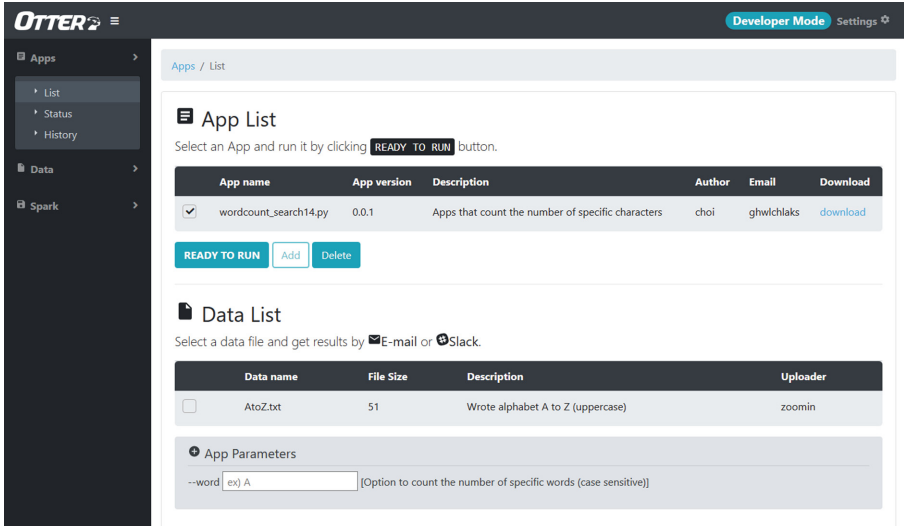 OTTER
Developer Mode Settings
Apps
List
Status
History
Data
Spark
Apps / List
App List
Select an App and run it by clicking READY TO RUN button.
App name App version Description Author Email Download
wordcount_search14.py 0.0.1 Apps that count the number of specific characters choi ghwlchlaks download
READY TO RUN Add Delete
Data List
Select a data file and get results by E-mail or Slack.
Data name File Size Description Uploader
AtoZ.txt 51 Wrote alphabet A to Z (uppercase) zoomin
App Parameters
--word ex) A [Option to count the number of specific words (case sensitive)]